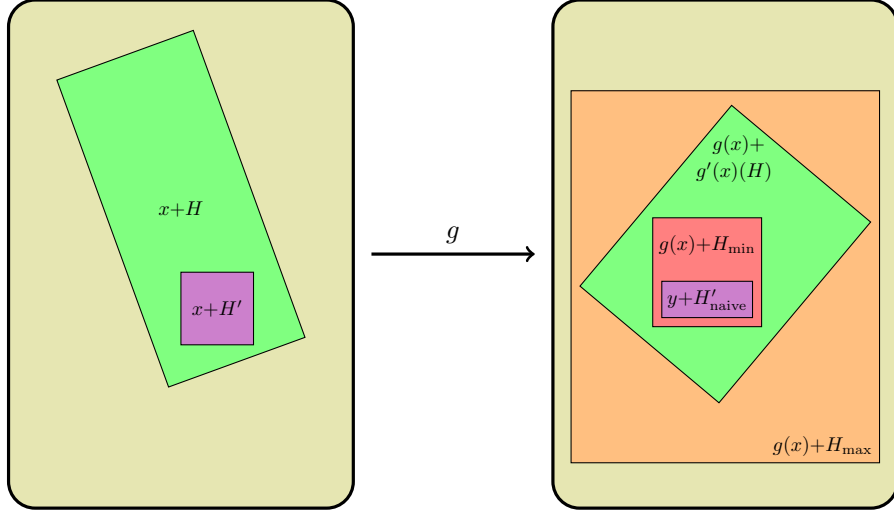 x+H
x+H′
g
g(x)+
g′(x)(H)
g(x)+H_min
y+H′_naive
g(x)+H_max